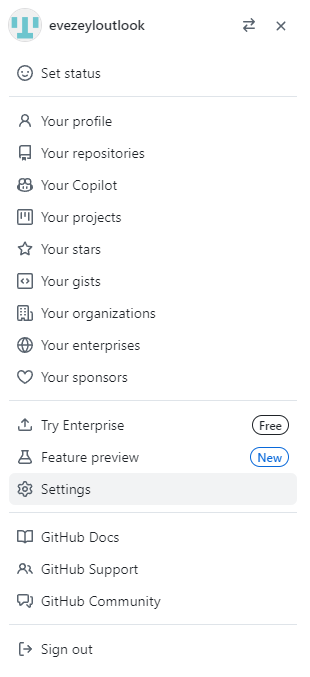 evezeyloutlook
Set status
Your profile
Your repositories
Your Copilot
Your projects
Your stars
Your gists
Your organizations
Your enterprises
Your sponsors
Try Enterprise Free
Feature preview New
Settings
GitHub Docs
GitHub Support
GitHub Community
Sign out